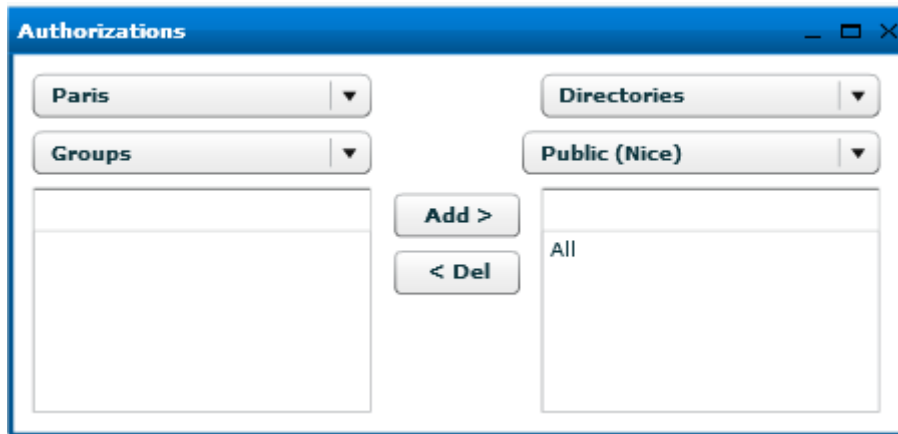 Authorizations
Paris
Directories
Groups
Public (Nice)
Add >
All
< Del